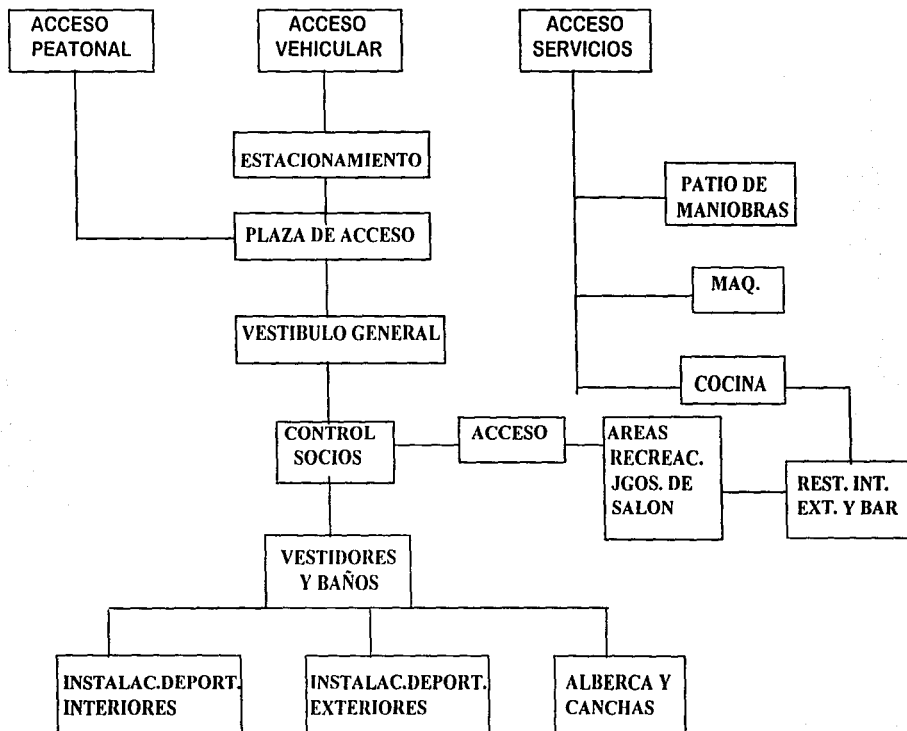 ACCESO
PEATONAL
ACCESO
VEHICULAR
ACCESO
SERVICIOS
ESTACIONAMIENTO
PATIO DE
MANIOBRAS
PLAZA DE ACCESO
MAQ.
VESTIBULO GENERAL
COCINA
CONTROL
SOCIOS
ACCESO
AREAS
RECREAC.
JGOS. DE
SALON
REST. INT.
EXT. Y BAR
VESTIDORES
Y BAÑOS
INSTALAC.DEPORT.
INTERIORES
INSTALAC.DEPORT.
EXTERIORES
ALBERCA Y
CANCHAS